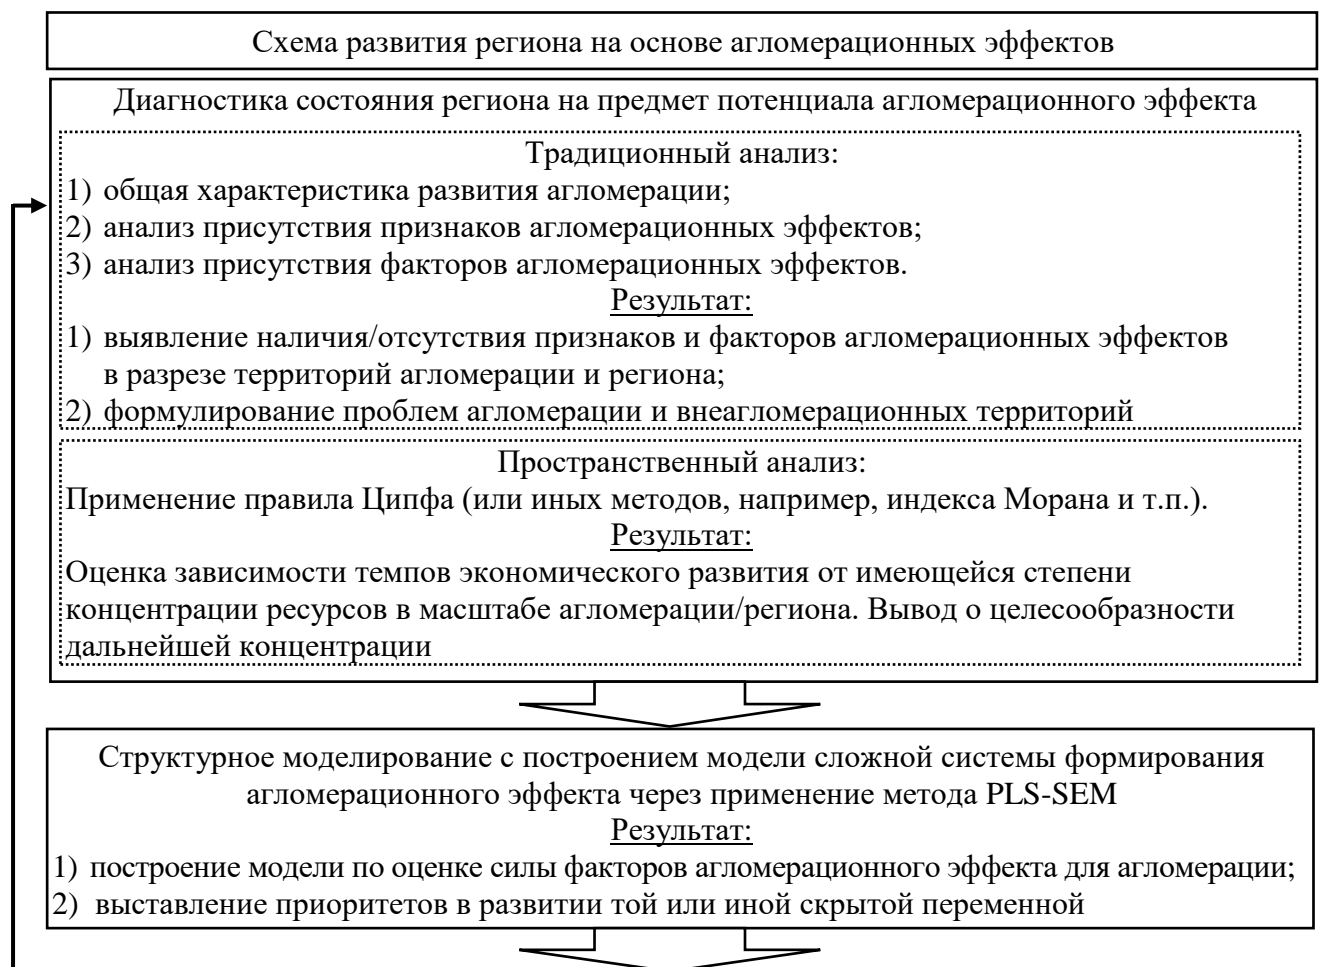 Схема развития региона на основе агломерационных эффектов
Диагностика состояния региона на предмет потенциала агломерационного эффекта
Традиционный анализ:
1) общая характеристика развития агломерации;
2) анализ присутствия признаков агломерационных эффектов;
3) анализ присутствия факторов агломерационных эффектов.
Результат:
1) выявление наличия/отсутствия признаков и факторов агломерационных эффектов
в разрезе территорий агломерации и региона;
2) формулирование проблем агломерации и внеагломерационных территорий
Пространственный анализ:
Применение правила Ципфа (или иных методов, например, индекса Морана и т.п.).
Результат:
Оценка зависимости темпов экономического развития от имеющейся степени
концентрации ресурсов в масштабе агломерации/региона. Вывод о целесообразности
дальнейшей концентрации
Структурное моделирование с построением модели сложной системы формирования
агломерационного эффекта через применение метода PLS-SEM
Результат:
1) построение модели по оценке силы факторов агломерационного эффекта для агломерации;
2) выставление приоритетов в развитии той или иной скрытой переменной